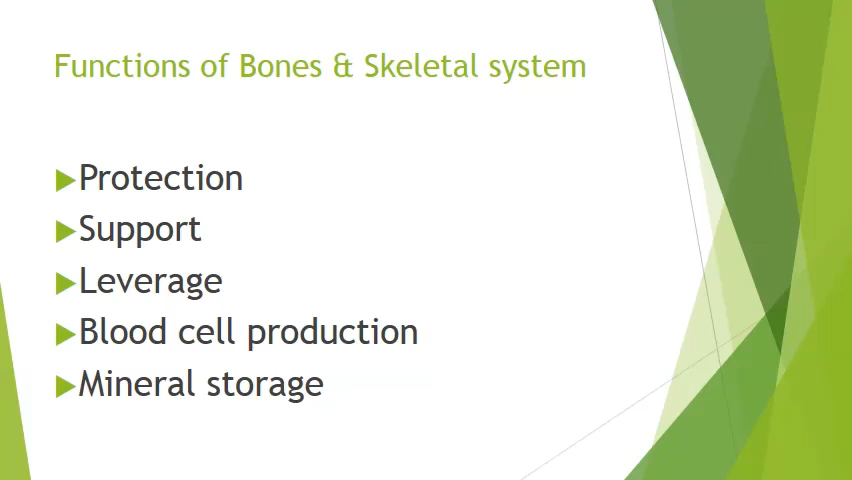 Functions of Bones & Skeletal system
Protection
Support
Leverage
Blood cell production
Mineral storage